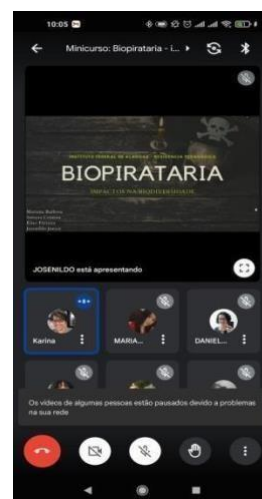 10:05
Minicurso: Biopirataria - i...
BIOPIRATARIA
IMPACTOS NA BIODIVERSIDADE
JOSENILDO está apresentando
Karina
MARIA...
DANIEL...
Os vídeos de algumas pessoas estão pausados devido a problemas
na sua rede